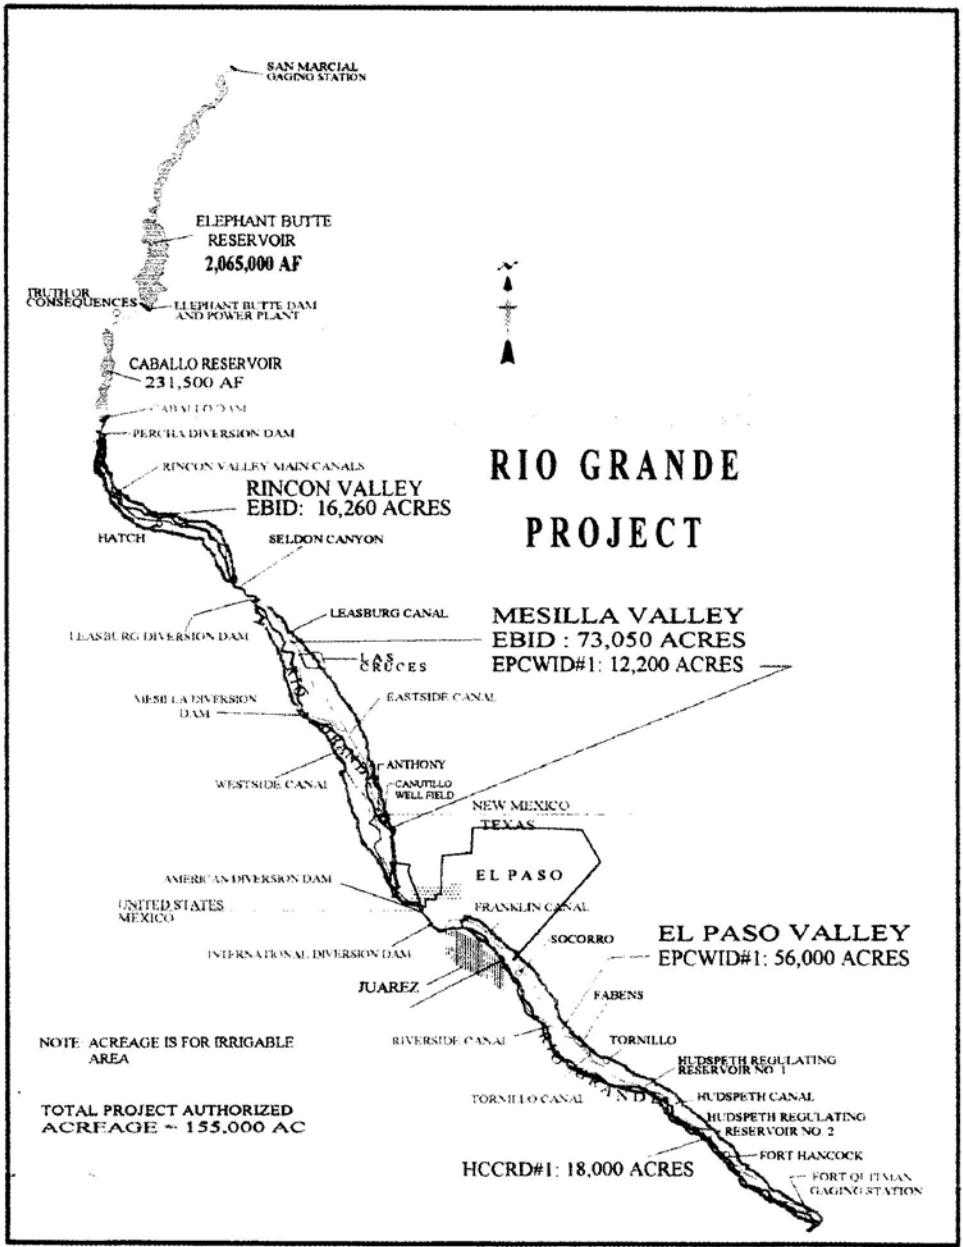 SAN MARCIAL
GAGING STATION
ELEPHANT BUTTE
RESERVOIR
2,065,000 AF
TRUTH OR
CONSEQUENCES
ELEPHANT BUTTE DAM
AND POWER PLANT
CABALLO RESERVOIR
231,500 AF
CABALLO DAM
PERCHA DIVERSION DAM
RINCON VALLEY MAIN CANALS
RIO GRANDE
PROJECT
RINCON VALLEY
EBID: 16,260 ACRES
HATCH
SELDON CANYON
LEASBURG CANAL
MESILLA VALLEY
EBID : 73,050 ACRES
EPCWID#1: 12,200 ACRES
LEASBURG DIVERSION DAM
LAS
CRUCES
RIO GRANDE
MESILLA DIVERSION
DAM
EASTSIDE CANAL
ANTHONY
WESTSIDE CANAL
CANUTILLO
WELL FIELD
NEW MEXICO
TEXAS
AMERICAN DIVERSION DAM
EL PASO
UNITED STATES
MEXICO
FRANKLIN CANAL
INTERNATIONAL DIVERSION DAM
SOCORRO
EL PASO VALLEY
EPCWID#1: 56,000 ACRES
JUAREZ
FABENS
RIVERSIDE CANAL
TORNILLO
NOTE: ACREAGE IS FOR IRRIGABLE
AREA
HUDSPETH REGULATING
RESERVOIR NO. 1
RIO GRANDE
TORNILLO CANAL
HUDSPETH CANAL
TOTAL PROJECT AUTHORIZED
ACREAGE ~ 155,000 AC
HUDSPETH REGULATING
RESERVOIR NO. 2
FORT HANCOCK
HCCRD#1: 18,000 ACRES
FORT QUITMAN
GAGING STATION